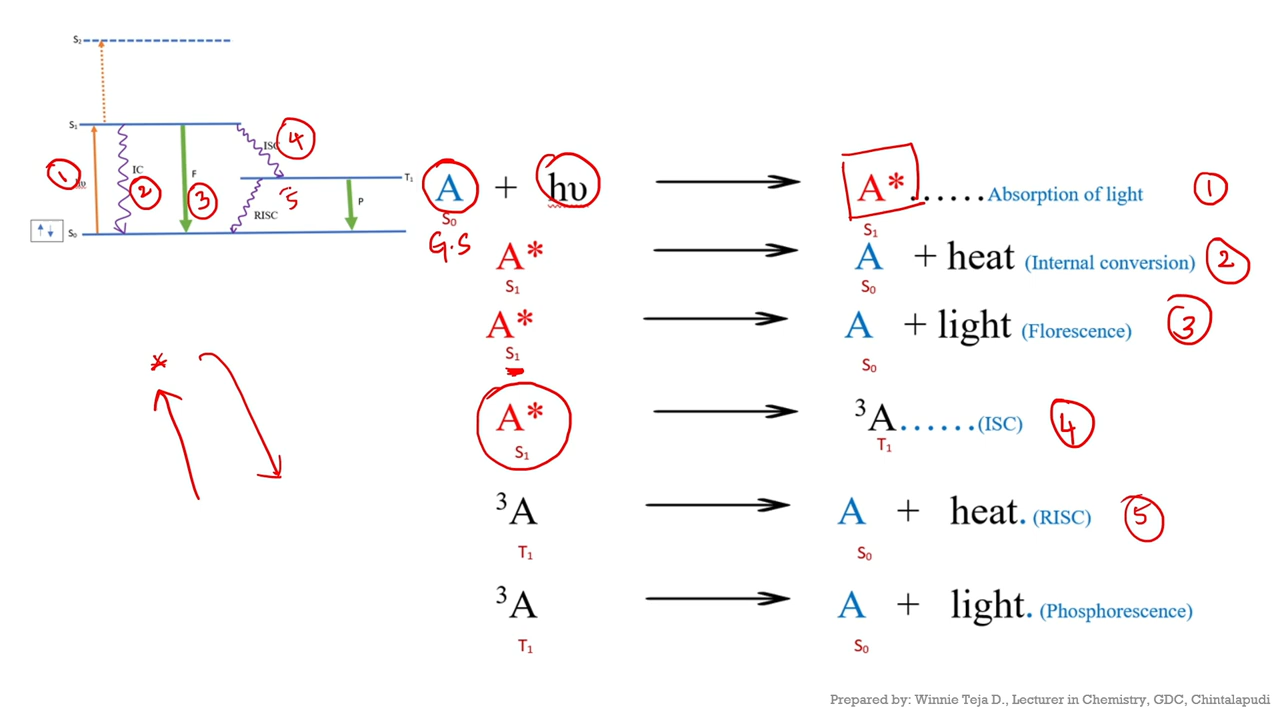 S₂
S₁
hυ
1
IC
2
F
3
ISC
4
T₁
5
RISC
P
↑↓
S₀
A + hυ → A*......Absorption of light 1
S₀ S₁
G.S
A* → A + heat (Internal conversion) 2
S₁ S₀
A* → A + light (Florescence) 3
S₁ S₀
A* → ³A......(ISC) 4
S₁ T₁
*
³A → A + heat. (RISC) 5
T₁ S₀
³A → A + light. (Phosphorescence)
T₁ S₀
Prepared by: Winnie Teja D., Lecturer in Chemistry, GDC, Chintalapudi